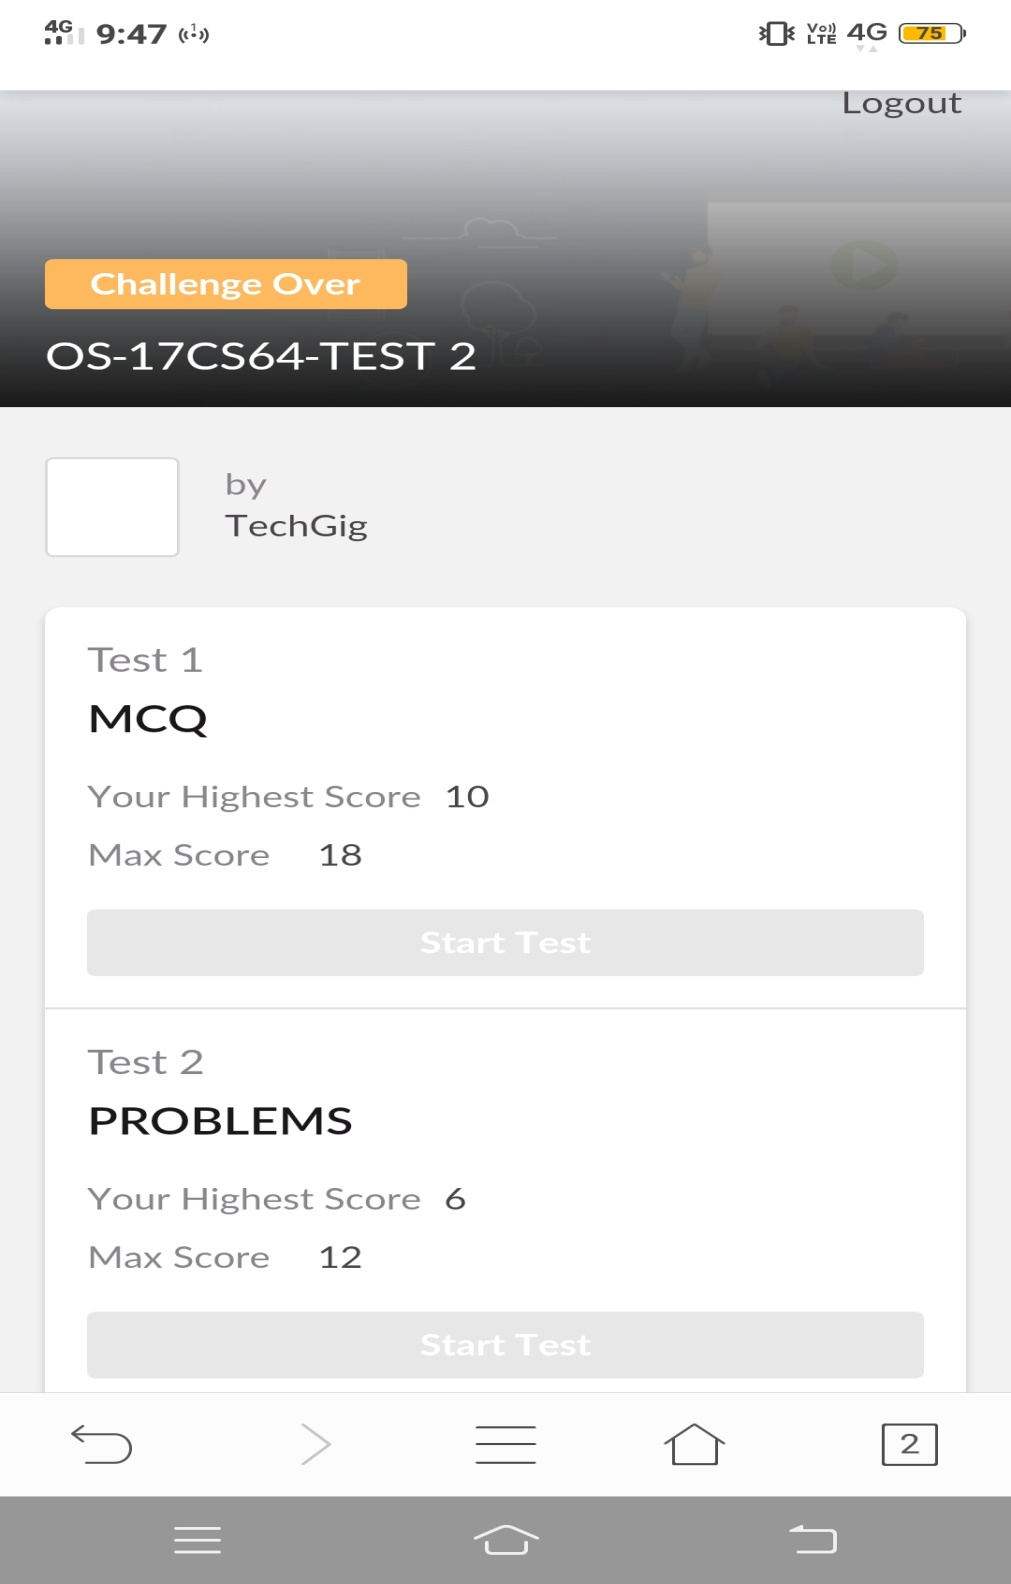 4G 9:47 1 Vo)) LTE 4G 75
Logout
Challenge Over
OS-17CS64-TEST 2
by
TechGig
Test 1
MCQ
Your Highest Score 10
Max Score 18
Start Test
Test 2
PROBLEMS
Your Highest Score 6
Max Score 12
Start Test
2